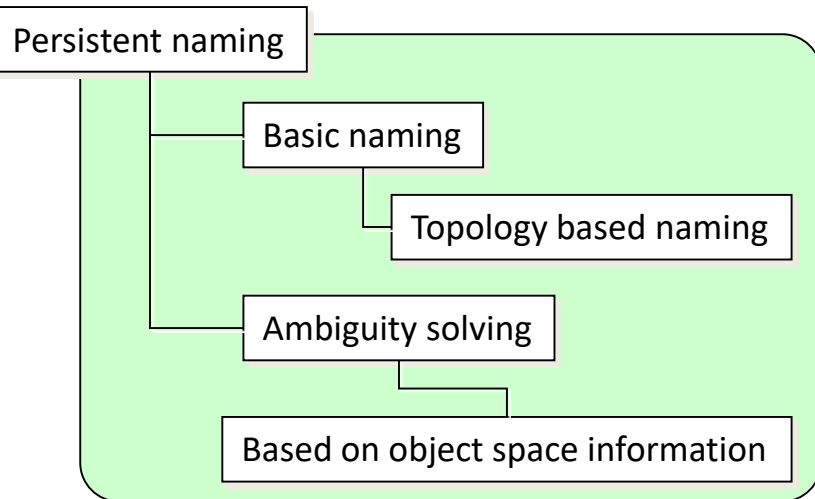 Persistent naming
Basic naming
Topology based naming
Ambiguity solving
Based on object space information